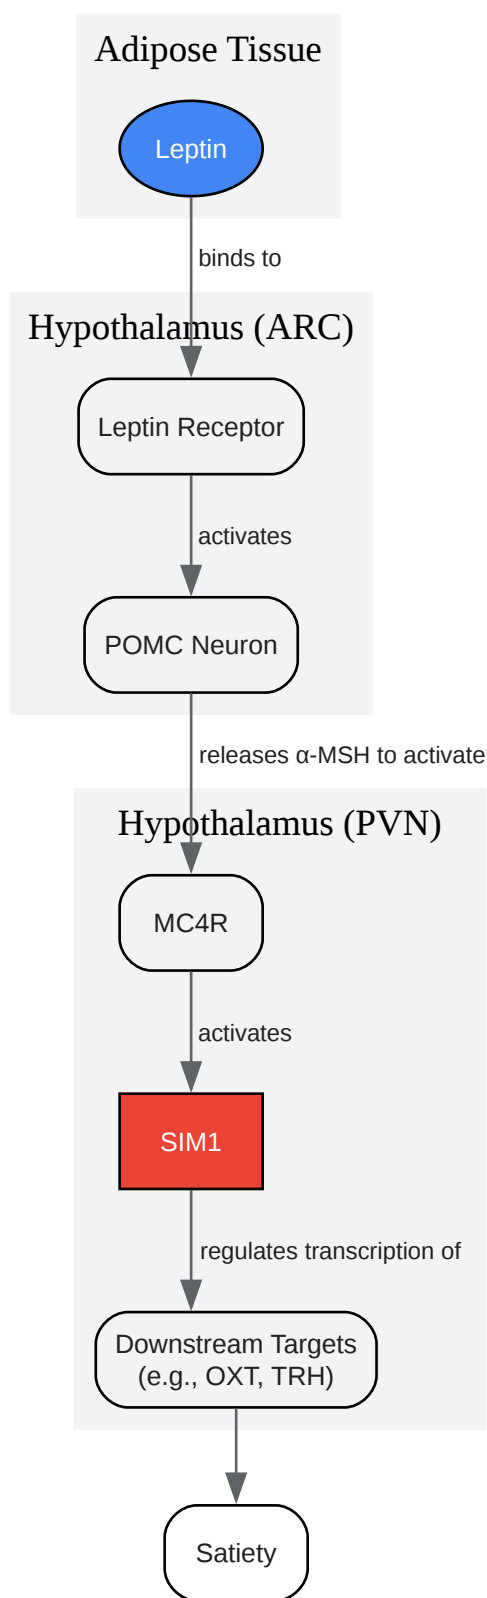 Adipose Tissue
Leptin
binds to
Hypothalamus (ARC)
Leptin Receptor
activates
POMC Neuron
releases α-MSH to activate
Hypothalamus (PVN)
MC4R
activates
SIM1
regulates transcription of
Downstream Targets
(e.g., OXT, TRH)
Satiety